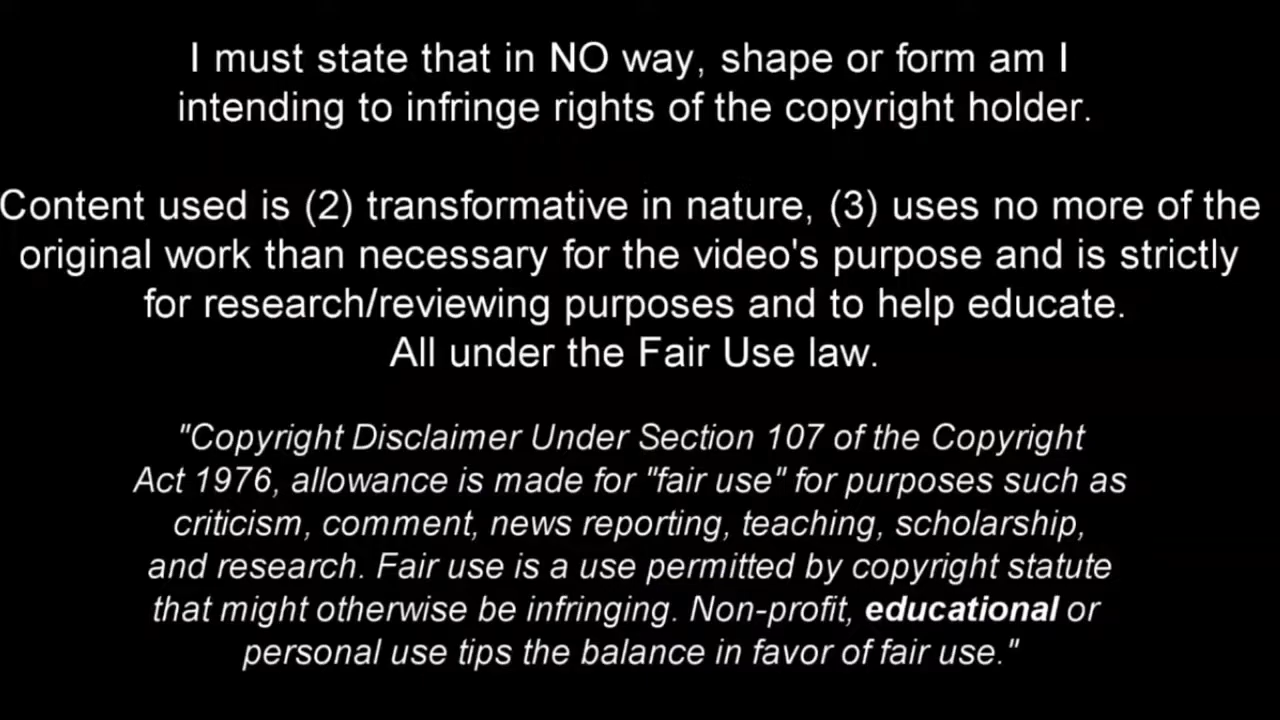 I must state that in NO way, shape or form am I
intending to infringe rights of the copyright holder.
Content used is (2) transformative in nature, (3) uses no more of the
original work than necessary for the video's purpose and is strictly
for research/reviewing purposes and to help educate.
All under the Fair Use law.
"Copyright Disclaimer Under Section 107 of the Copyright
Act 1976, allowance is made for "fair use" for purposes such as
criticism, comment, news reporting, teaching, scholarship,
and research. Fair use is a use permitted by copyright statute
that might otherwise be infringing. Non-profit, educational or
personal use tips the balance in favor of fair use."